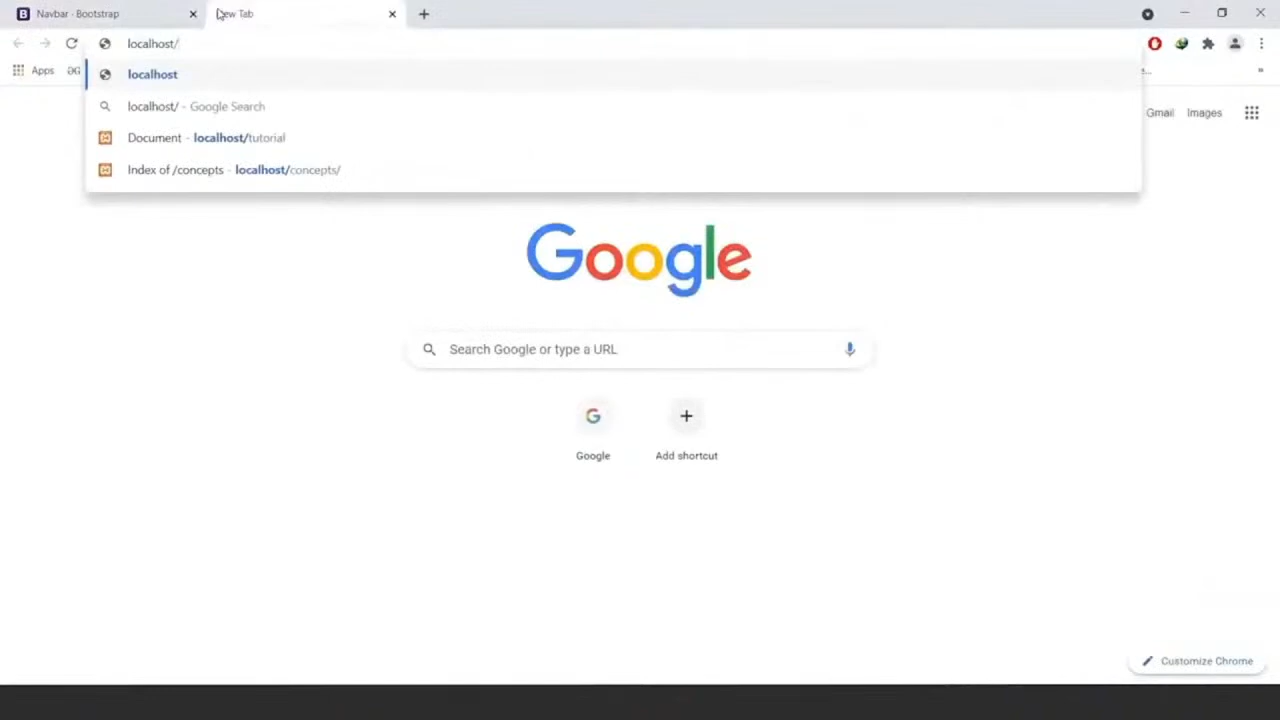 Navbar · Bootstrap
New Tab
localhost/
Apps
localhost
localhost/ - Google Search
Document - localhost/tutorial
Index of /concepts - localhost/concepts/
Gmail
Images
Google
Search Google or type a URL
Google
Add shortcut
Customize Chrome